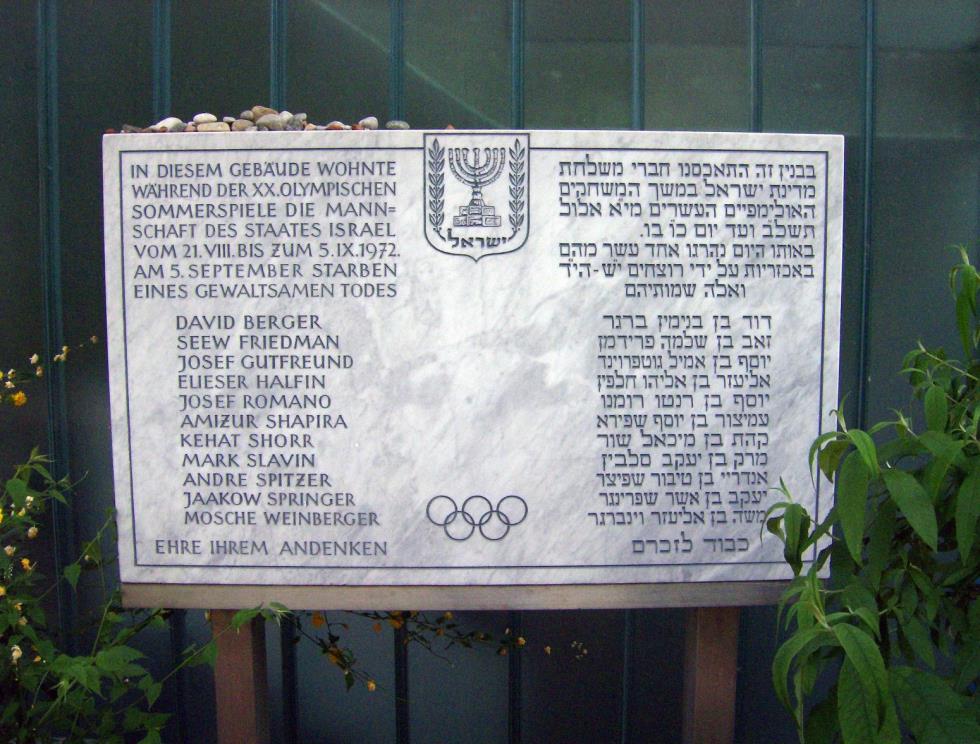 IN DIESEM GEBÄUDE WOHNTE
WÄHREND DER XX.OLYMPISCHEN
SOMMERSPIELE DIE MANN=
SCHAFT DES STAATES ISRAEL
VOM 21.VIII.BIS ZUM 5.IX.1972.
AM 5.SEPTEMBER STARBEN
EINES GEWALTSAMEN TODES
DAVID BERGER
SEEW FRIEDMAN
JOSEF GUTFREUND
ELIESER HALFIN
JOSEF ROMANO
AMIZUR SHAPIRA
KEHAT SHORR
MARK SLAVIN
ANDRE SPITZER
JAAKOW SPRINGER
MOSCHE WEINBERGER
EHRE IHREM ANDENKEN
ישראל
בבנין זה התאכסנו חברי משלחת
מדינת ישראל במשך המשחקים
האולימפיים העשרים מי״א אלול
תשל״ב ועד יום כ״ו בו.
באותו היום נהרגו אחד עשר מהם
באכזריות על ידי רוצחים יש״-הי״ד
ואלה שמותיהם
דוד בן בנימין ברגר
זאב בן שלמה פרידמן
יוסף בן אמיל גוטפרוינד
אליעזר בן אליהו חלפין
יוסף בן רנטו רומנו
עמיצור בן יוסף שפירא
קהת בן מיכאל שור
מרק בן יעקב סלבין
אנדריי בן טיבור שפיצר
יעקב בן אשר שפרינגר
משה בן אליעזר וינברגר
כבוד לזכרם